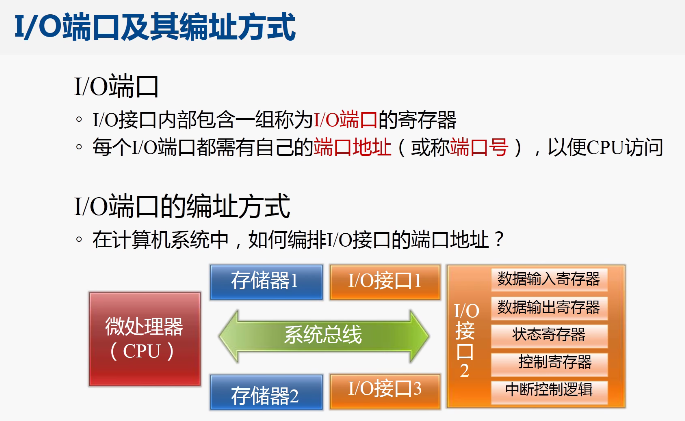 I/O端口及其编址方式
I/O端口
◦ I/O接口内部包含一组称为I/O端口的寄存器
◦ 每个I/O端口都需有自己的端口地址（或称端口号），以便CPU访问
I/O端口的编址方式
◦ 在计算机系统中，如何编排I/O接口的端口地址？
存储器1
I/O接口1
微处理器
（CPU）
系统总线
存储器2
I/O接口3
I/O
接
口
2
数据输入寄存器
数据输出寄存器
状态寄存器
控制寄存器
中断控制逻辑